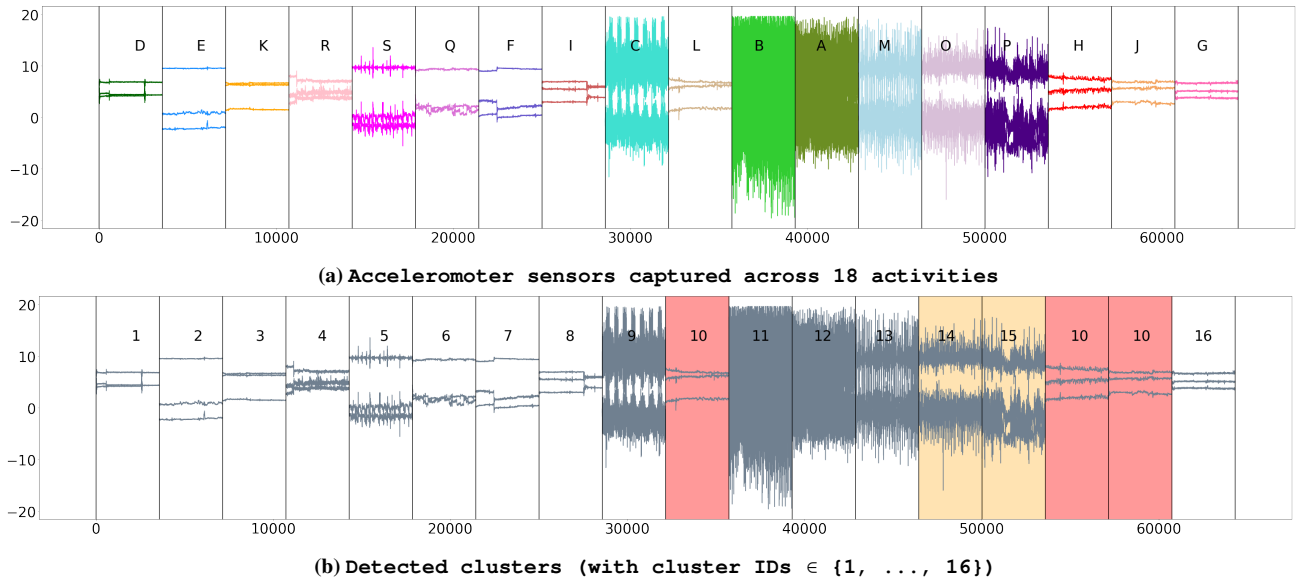 20
D E K R S Q F I C L B A M O P H J G
10
0
−10
−20
0 10000 20000 30000 40000 50000 60000
(a) Acceleromoter sensors captured across 18 activities
20
1 2 3 4 5 6 7 8 9 10 11 12 13 14 15 10 10 16
10
0
−10
−20
0 10000 20000 30000 40000 50000 60000
(b) Detected clusters (with cluster IDs ∈ {1, ..., 16})